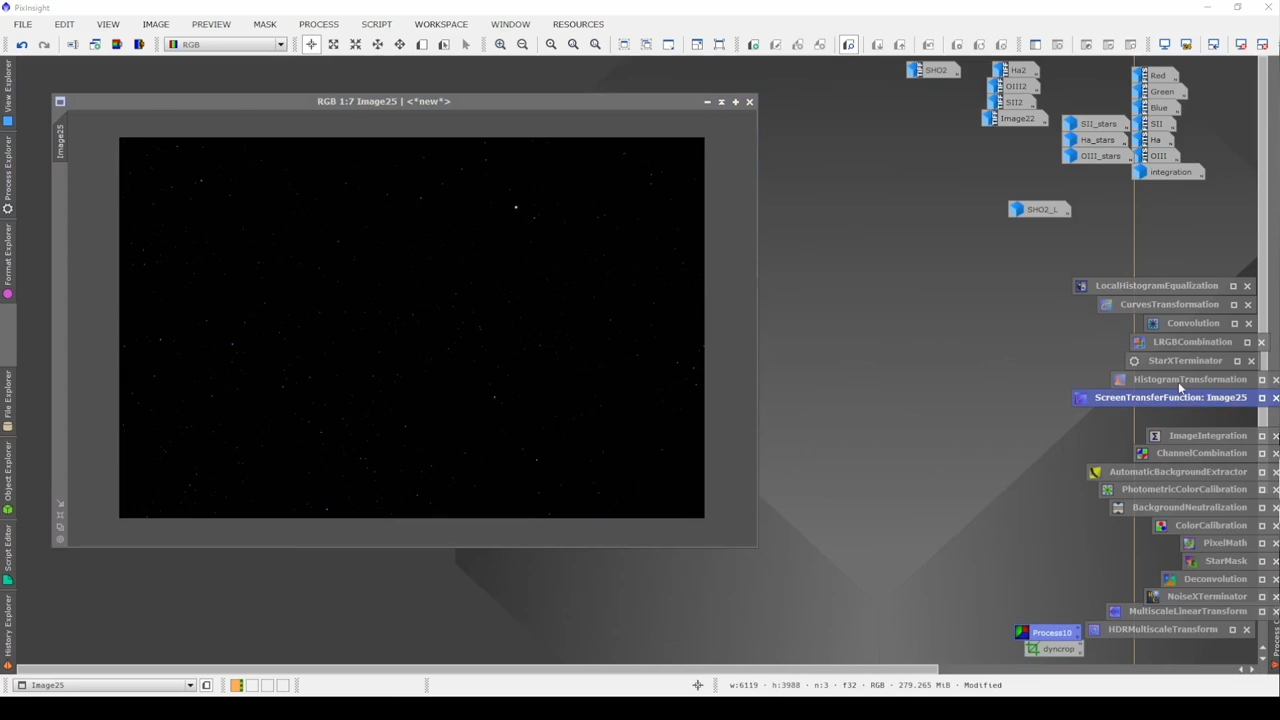 PixInsight
FILE EDIT VIEW IMAGE PREVIEW MASK PROCESS SCRIPT WORKSPACE WINDOW RESOURCES
RGB
RGB 1:7 Image25 | <*new*>
Image25
View Explorer
Process Explorer
Format Explorer
File Explorer
Object Explorer
Script Editor
History Explorer
SHO2
Ha2
OIII2
SII2
Image22
SII_stars
Ha_stars
OIII_stars
Red
Green
Blue
SII
Ha
OIII
integration
SHO2_L
LocalHistogramEqualization
CurvesTransformation
Convolution
LRGBCombination
StarXTerminator
HistogramTransformation
ScreenTransferFunction: Image25
ImageIntegration
ChannelCombination
AutomaticBackgroundExtractor
PhotometricColorCalibration
BackgroundNeutralization
ColorCalibration
PixelMath
StarMask
Deconvolution
NoiseXTerminator
MultiscaleLinearTransform
HDRMultiscaleTransform
Process10
dyncrop
Image25
w:6119 · h:3988 · n:3 · f32 · RGB · 279.265 MiB · Modified